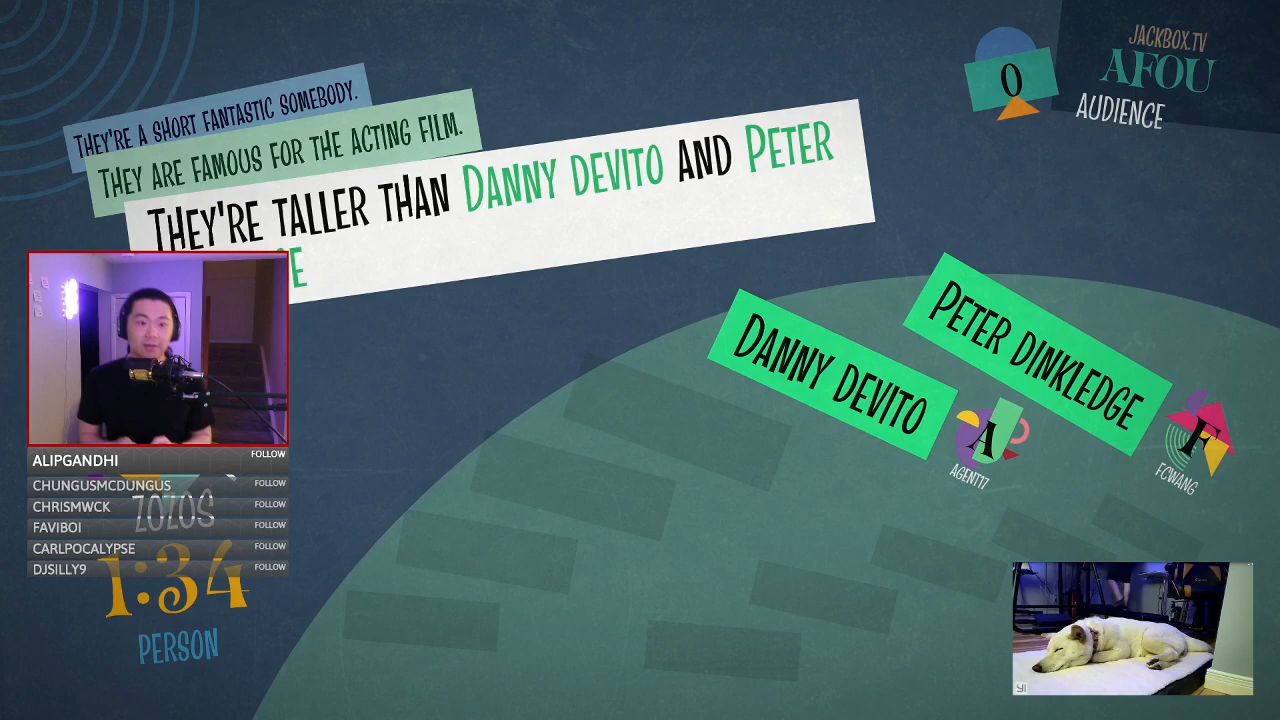 THEY'RE A SHORT FANTASTIC SOMEBODY.
THEY ARE FAMOUS FOR THE ACTING FILM.
THEY'RE TALLER THAN DANNY DEVITO AND PETER
JACKBOX.TV
AFOU
0
AUDIENCE
PETER DINKLEDGE
DANNY DEVITO
A
AGENT17
F
FCWANG
ALIPGANDHI FOLLOW
CHUNGUSMCDUNGUS FOLLOW
CHRISMWCK FOLLOW
ZOZOS
FAVIBOI FOLLOW
CARLPOCALYPSE FOLLOW
DJSILLY9 FOLLOW
1:34
PERSON
YI